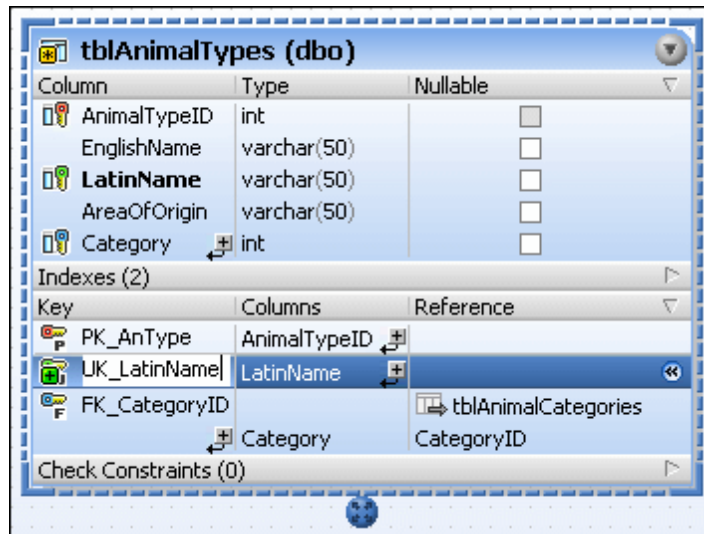 tblAnimalTypes (dbo)
Column Type Nullable
AnimalTypeID int
EnglishName varchar(50)
LatinName varchar(50)
AreaOfOrigin varchar(50)
Category int
Indexes (2)
Key Columns Reference
P PK_AnType AnimalTypeID
U UK_LatinName LatinName
F FK_CategoryID tblAnimalCategories
Category CategoryID
Check Constraints (0)